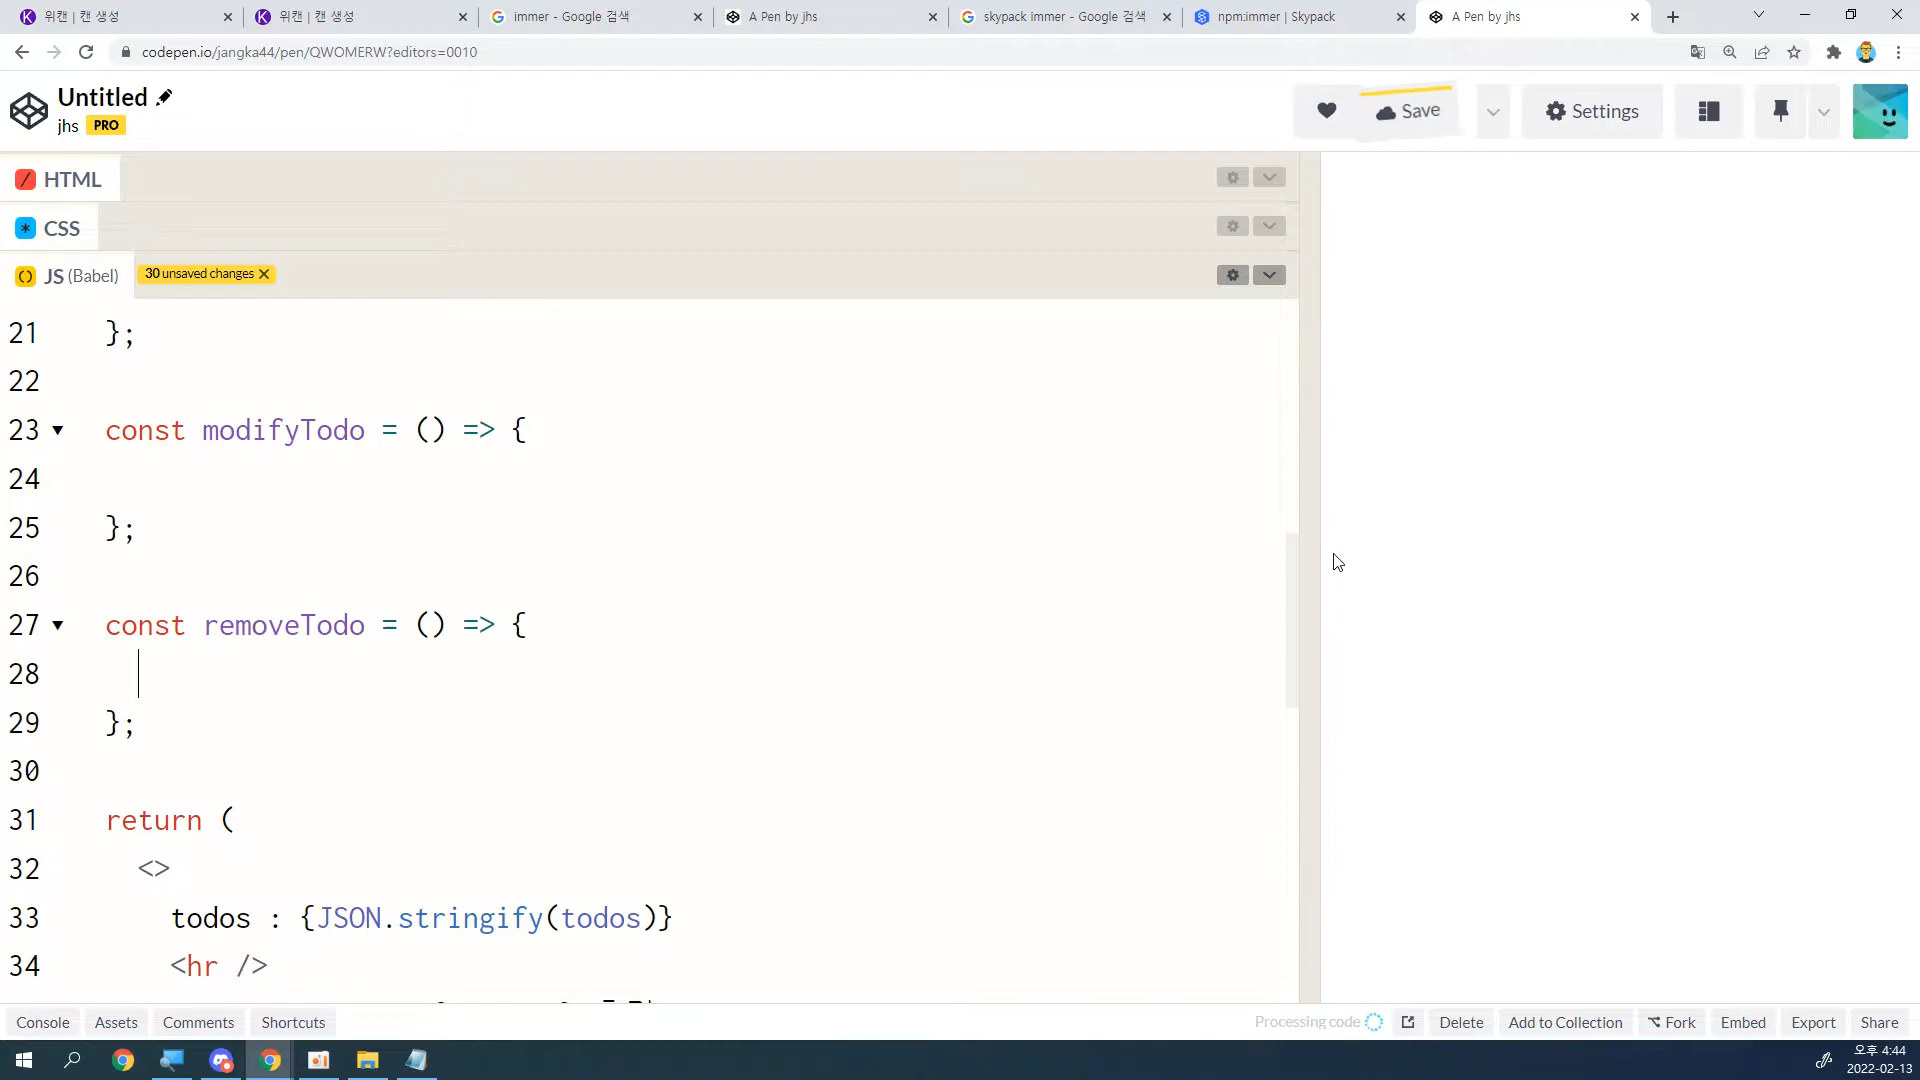 위캔 | 캔 생성
위캔 | 캔 생성
immer - Google 검색
A Pen by jhs
skypack immer - Google 검색
npm:immer | Skypack
A Pen by jhs
codepen.io/jangka44/pen/QWOMERW?editors=0010
Untitled
jhs PRO
Save
Settings
HTML
CSS
JS (Babel)
30 unsaved changes
21 };
22
23 const modifyTodo = () => {
24
25 };
26
27 const removeTodo = () => {
28
29 };
30
31 return (
32 <>
33 todos : {JSON.stringify(todos)}
34 <hr />
Console
Assets
Comments
Shortcuts
Processing code
Delete
Add to Collection
Fork
Embed
Export
Share
오후 4:44
2022-02-13